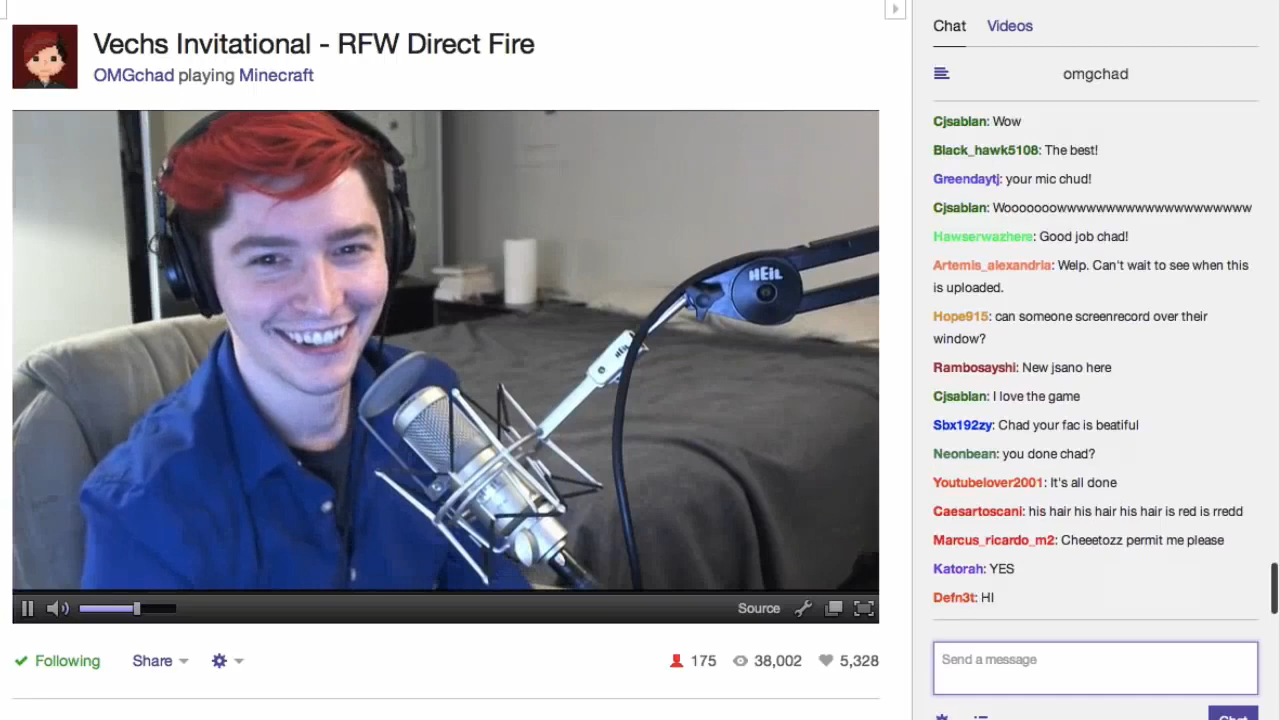 Vechs Invitational - RFW Direct Fire
OMGchad playing Minecraft
HEIL
HEIL
Source
Following
Share
175
38,002
5,328
Chat
Videos
omgchad
Cjsablan: Wow
Black_hawk5108: The best!
Greendaytj: your mic chud!
Cjsablan: Wooooooowwwwwwwwwwwwwwwwwwww
Hawserwazhere: Good job chad!
Artemis_alexandria: Welp. Can't wait to see when this
is uploaded.
Hope915: can someone screenrecord over their
window?
Rambosayshi: New jsano here
Cjsablan: I love the game
Sbx192zy: Chad your fac is beatiful
Neonbean: you done chad?
Youtubelover2001: It's all done
Caesartoscani: his hair his hair his hair is red is rredd
Marcus_ricardo_m2: Cheeetozz permit me please
Katorah: YES
Defn3t: HI
Send a message
Chat